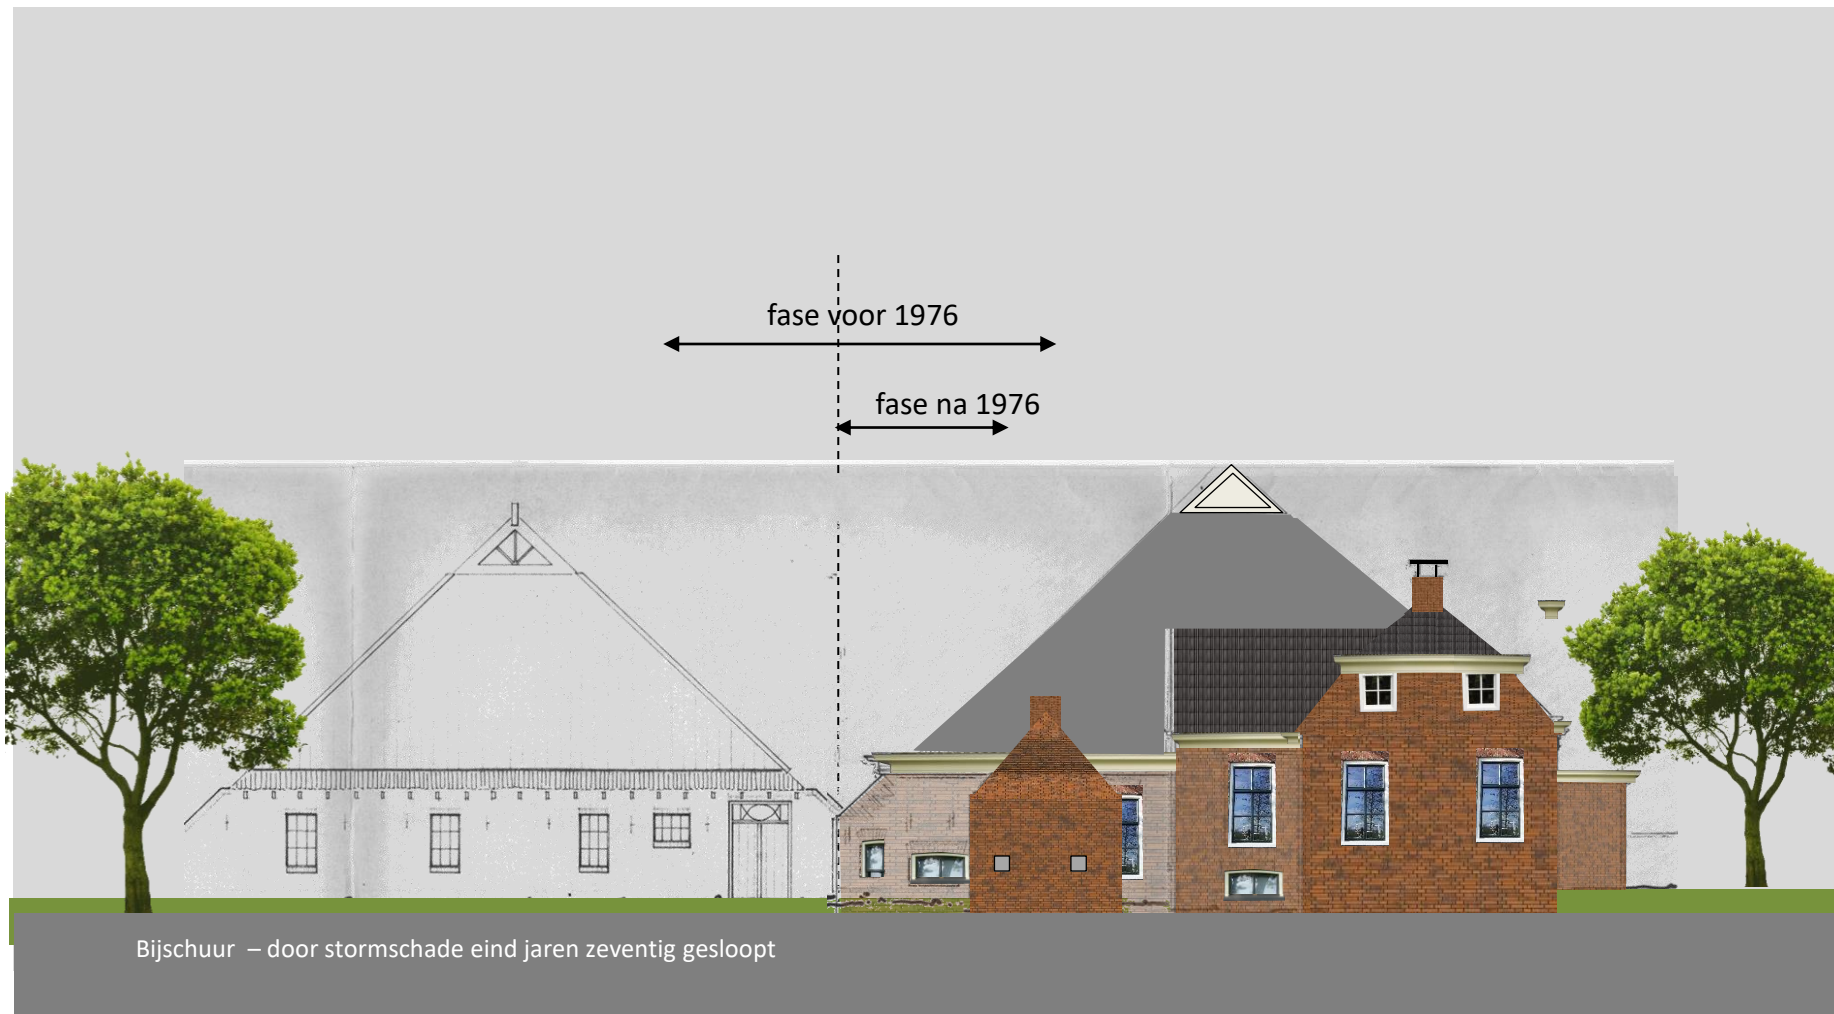 fase voor 1976
fase na 1976
Bijschuur – door stormschade eind jaren zeventig gesloopt